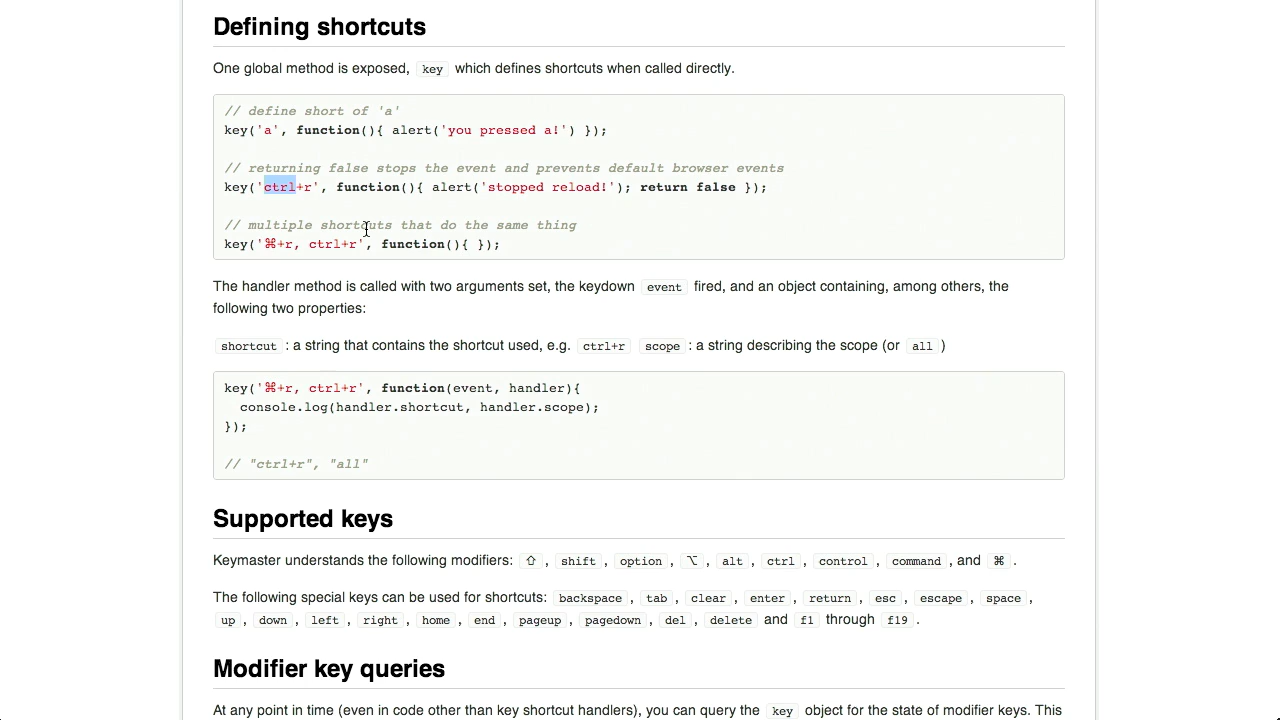 Defining shortcuts
One global method is exposed, key which defines shortcuts when called directly.
// define short of 'a'
key('a', function(){ alert('you pressed a!') });
// returning false stops the event and prevents default browser events
key('ctrl+r', function(){ alert('stopped reload!'); return false });
// multiple shortcuts that do the same thing
key('⌘+r, ctrl+r', function(){ });
The handler method is called with two arguments set, the keydown event fired, and an object containing, among others, the
following two properties:
shortcut : a string that contains the shortcut used, e.g. ctrl+r scope : a string describing the scope (or all )
key('⌘+r, ctrl+r', function(event, handler){
console.log(handler.shortcut, handler.scope);
});
// "ctrl+r", "all"
Supported keys
Keymaster understands the following modifiers: ⇧ , shift , option , ⌥ , alt , ctrl , control , command , and ⌘ .
The following special keys can be used for shortcuts: backspace , tab , clear , enter , return , esc , escape , space ,
up , down , left , right , home , end , pageup , pagedown , del , delete and f1 through f19 .
Modifier key queries
At any point in time (even in code other than key shortcut handlers), you can query the key object for the state of modifier keys. This